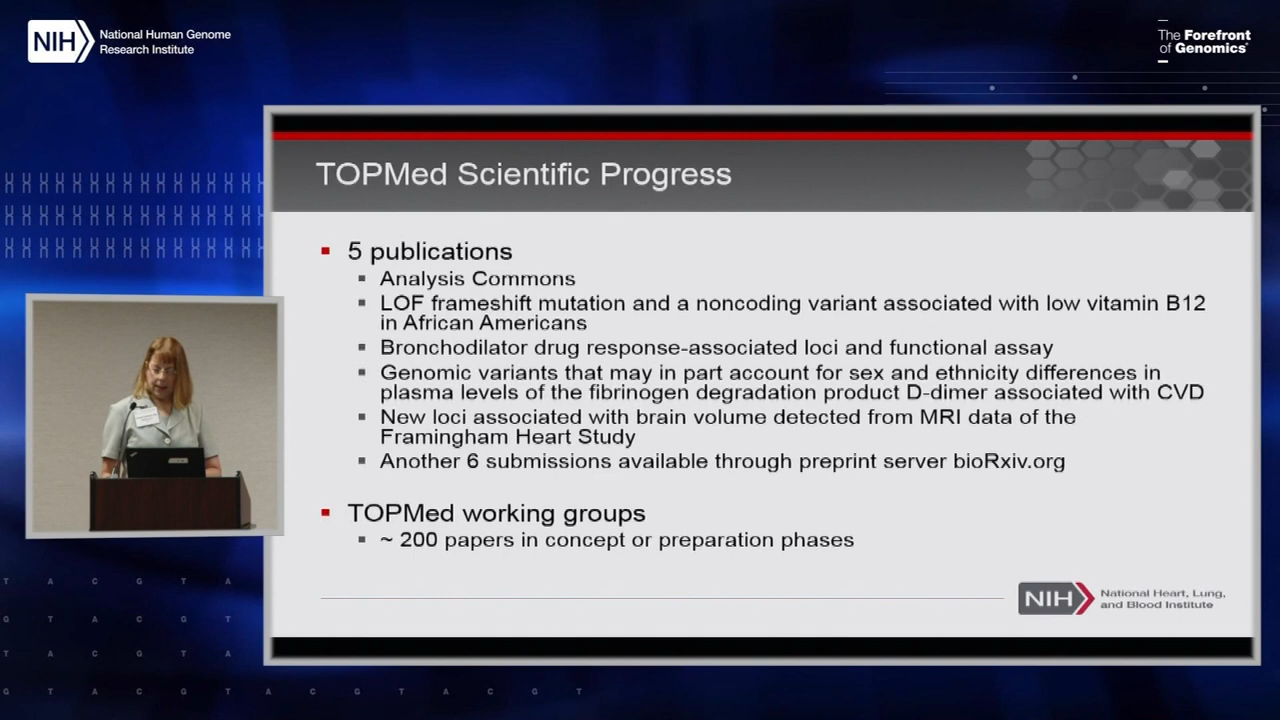 NIH
National Human Genome
Research Institute
The Forefront
of Genomics®
TOPMed Scientific Progress
5 publications
Analysis Commons
LOF frameshift mutation and a noncoding variant associated with low vitamin B12
in African Americans
Bronchodilator drug response-associated loci and functional assay
Genomic variants that may in part account for sex and ethnicity differences in
plasma levels of the fibrinogen degradation product D-dimer associated with CVD
New loci associated with brain volume detected from MRI data of the
Framingham Heart Study
Another 6 submissions available through preprint server bioRxiv.org
TOPMed working groups
~ 200 papers in concept or preparation phases
NIH
National Heart, Lung,
and Blood Institute
T A C G T A
G T A C G T
T A C G T A
G T A C G T A C G T A C G T